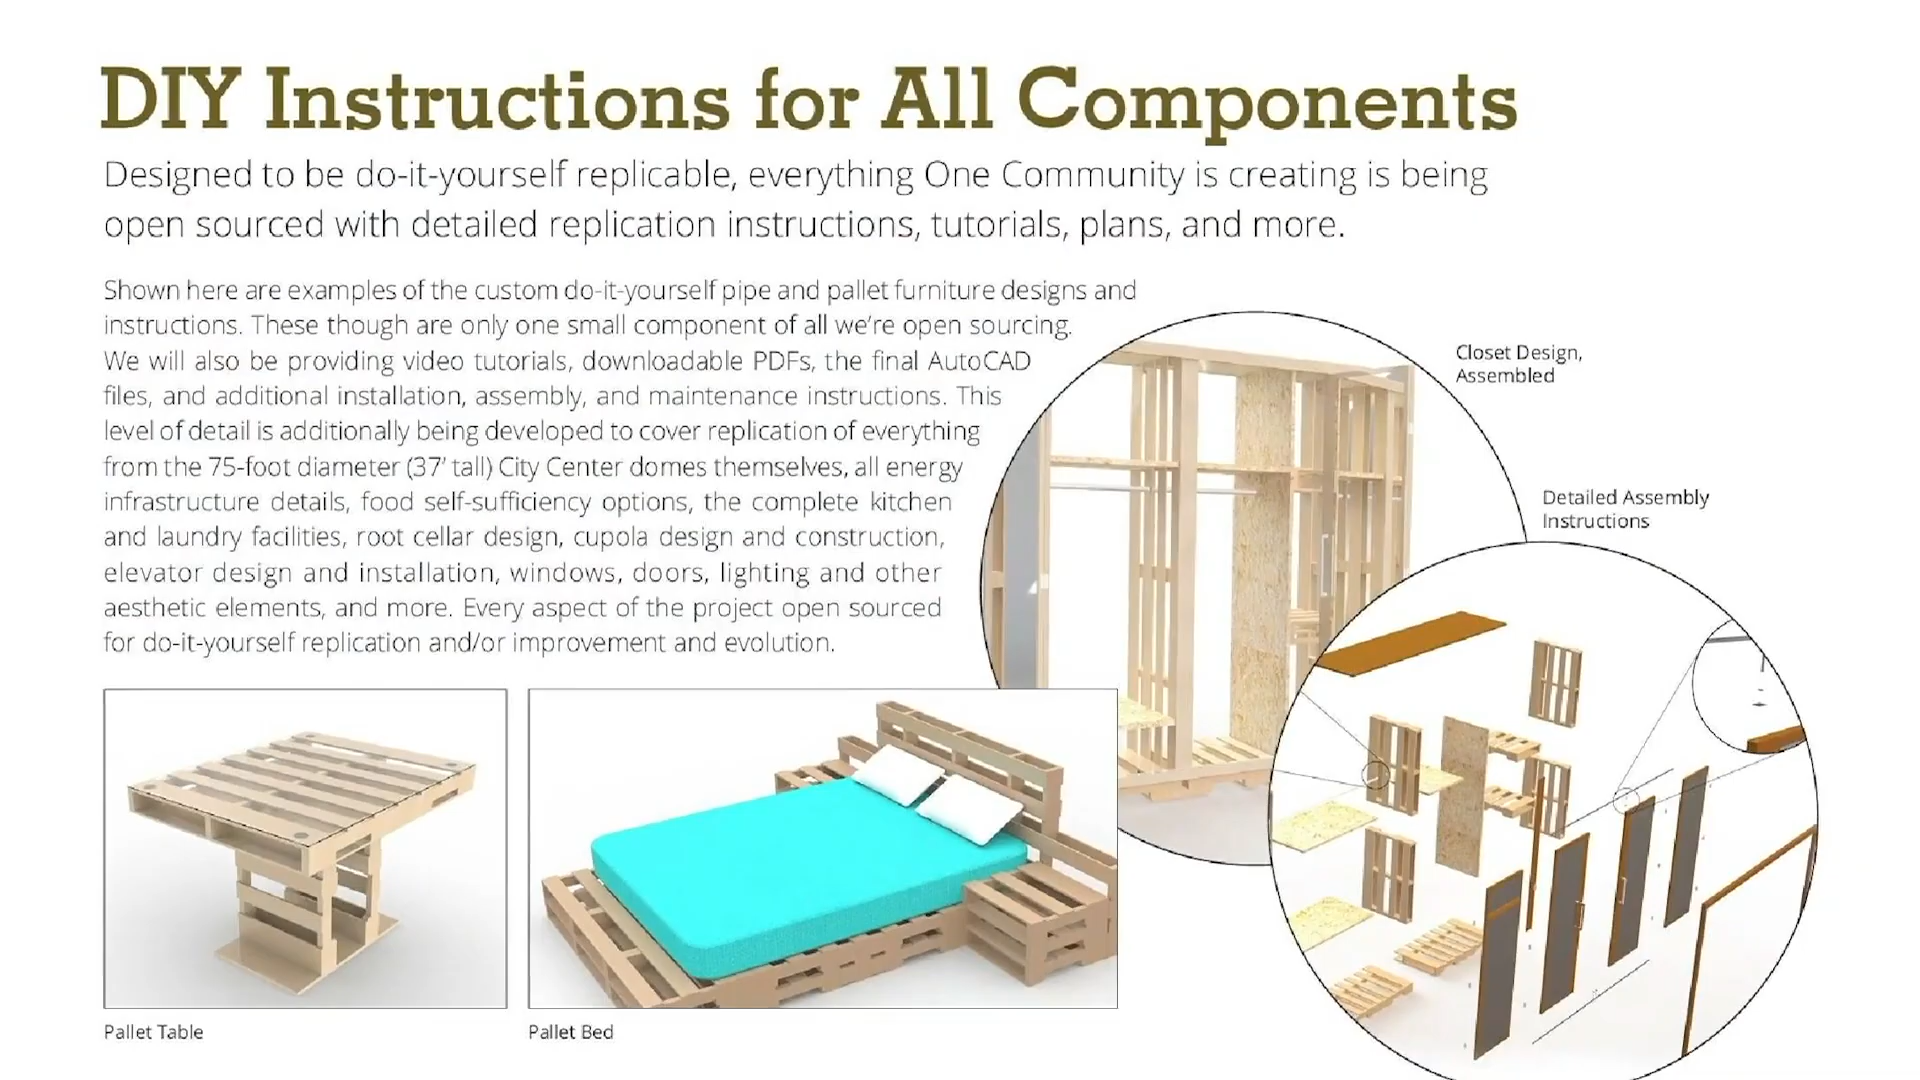 DIY Instructions for All Components
Designed to be do-it-yourself replicable, everything One Community is creating is being
open sourced with detailed replication instructions, tutorials, plans, and more.
Shown here are examples of the custom do-it-yourself pipe and pallet furniture designs and
instructions. These though are only one small component of all we’re open sourcing.
We will also be providing video tutorials, downloadable PDFs, the final AutoCAD
files, and additional installation, assembly, and maintenance instructions. This
level of detail is additionally being developed to cover replication of everything
from the 75-foot diameter (37’ tall) City Center domes themselves, all energy
infrastructure details, food self-sufficiency options, the complete kitchen
and laundry facilities, root cellar design, cupola design and construction,
elevator design and installation, windows, doors, lighting and other
aesthetic elements, and more. Every aspect of the project open sourced
for do-it-yourself replication and/or improvement and evolution.
Closet Design,
Assembled
Detailed Assembly
Instructions
Pallet Table
Pallet Bed